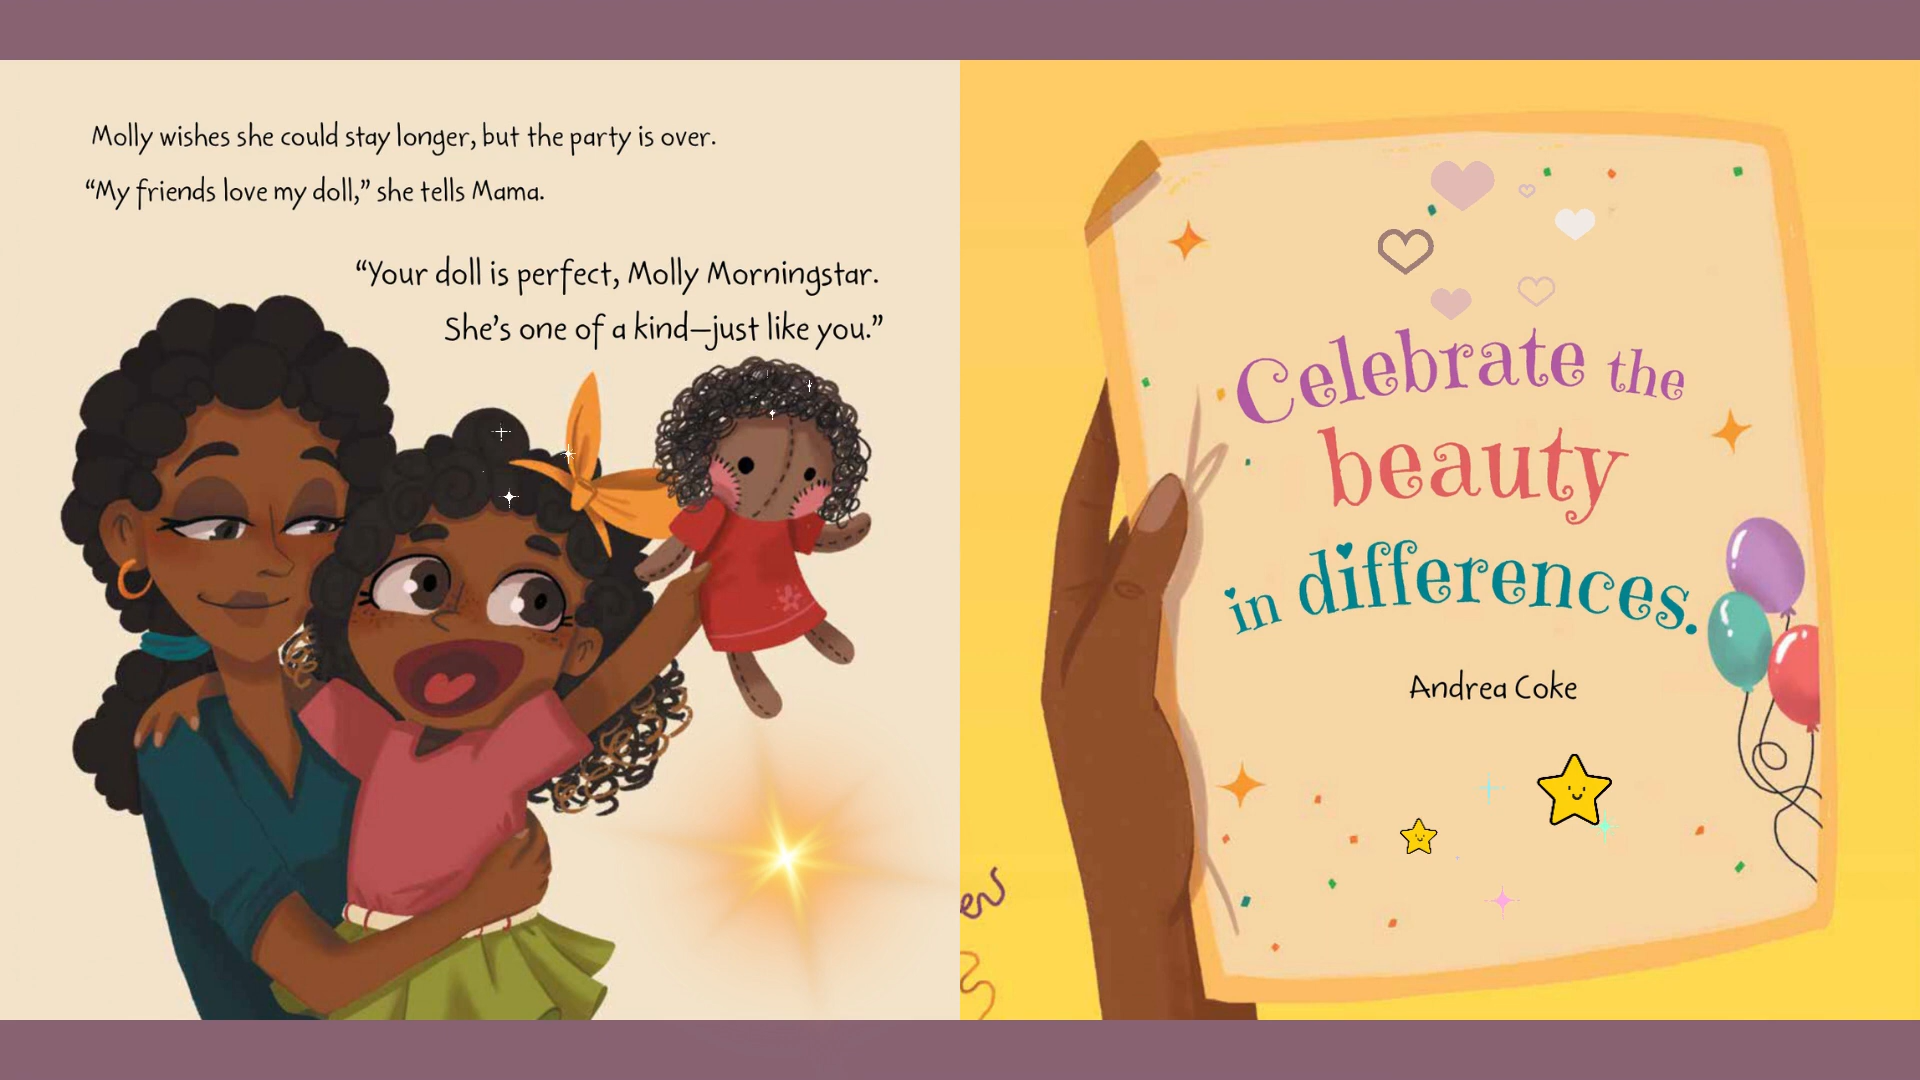 Molly wishes she could stay longer, but the party is over.
“My friends love my doll,” she tells Mama.
“Your doll is perfect, Molly Morningstar.
She’s one of a kind—just like you.”
Celebrate the
beauty
in differences.
Andrea Coke